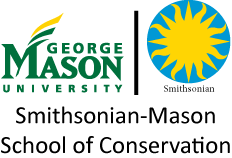 GEORGE
MASON
UNIVERSITY
Smithsonian
Smithsonian-Mason
School of Conservation